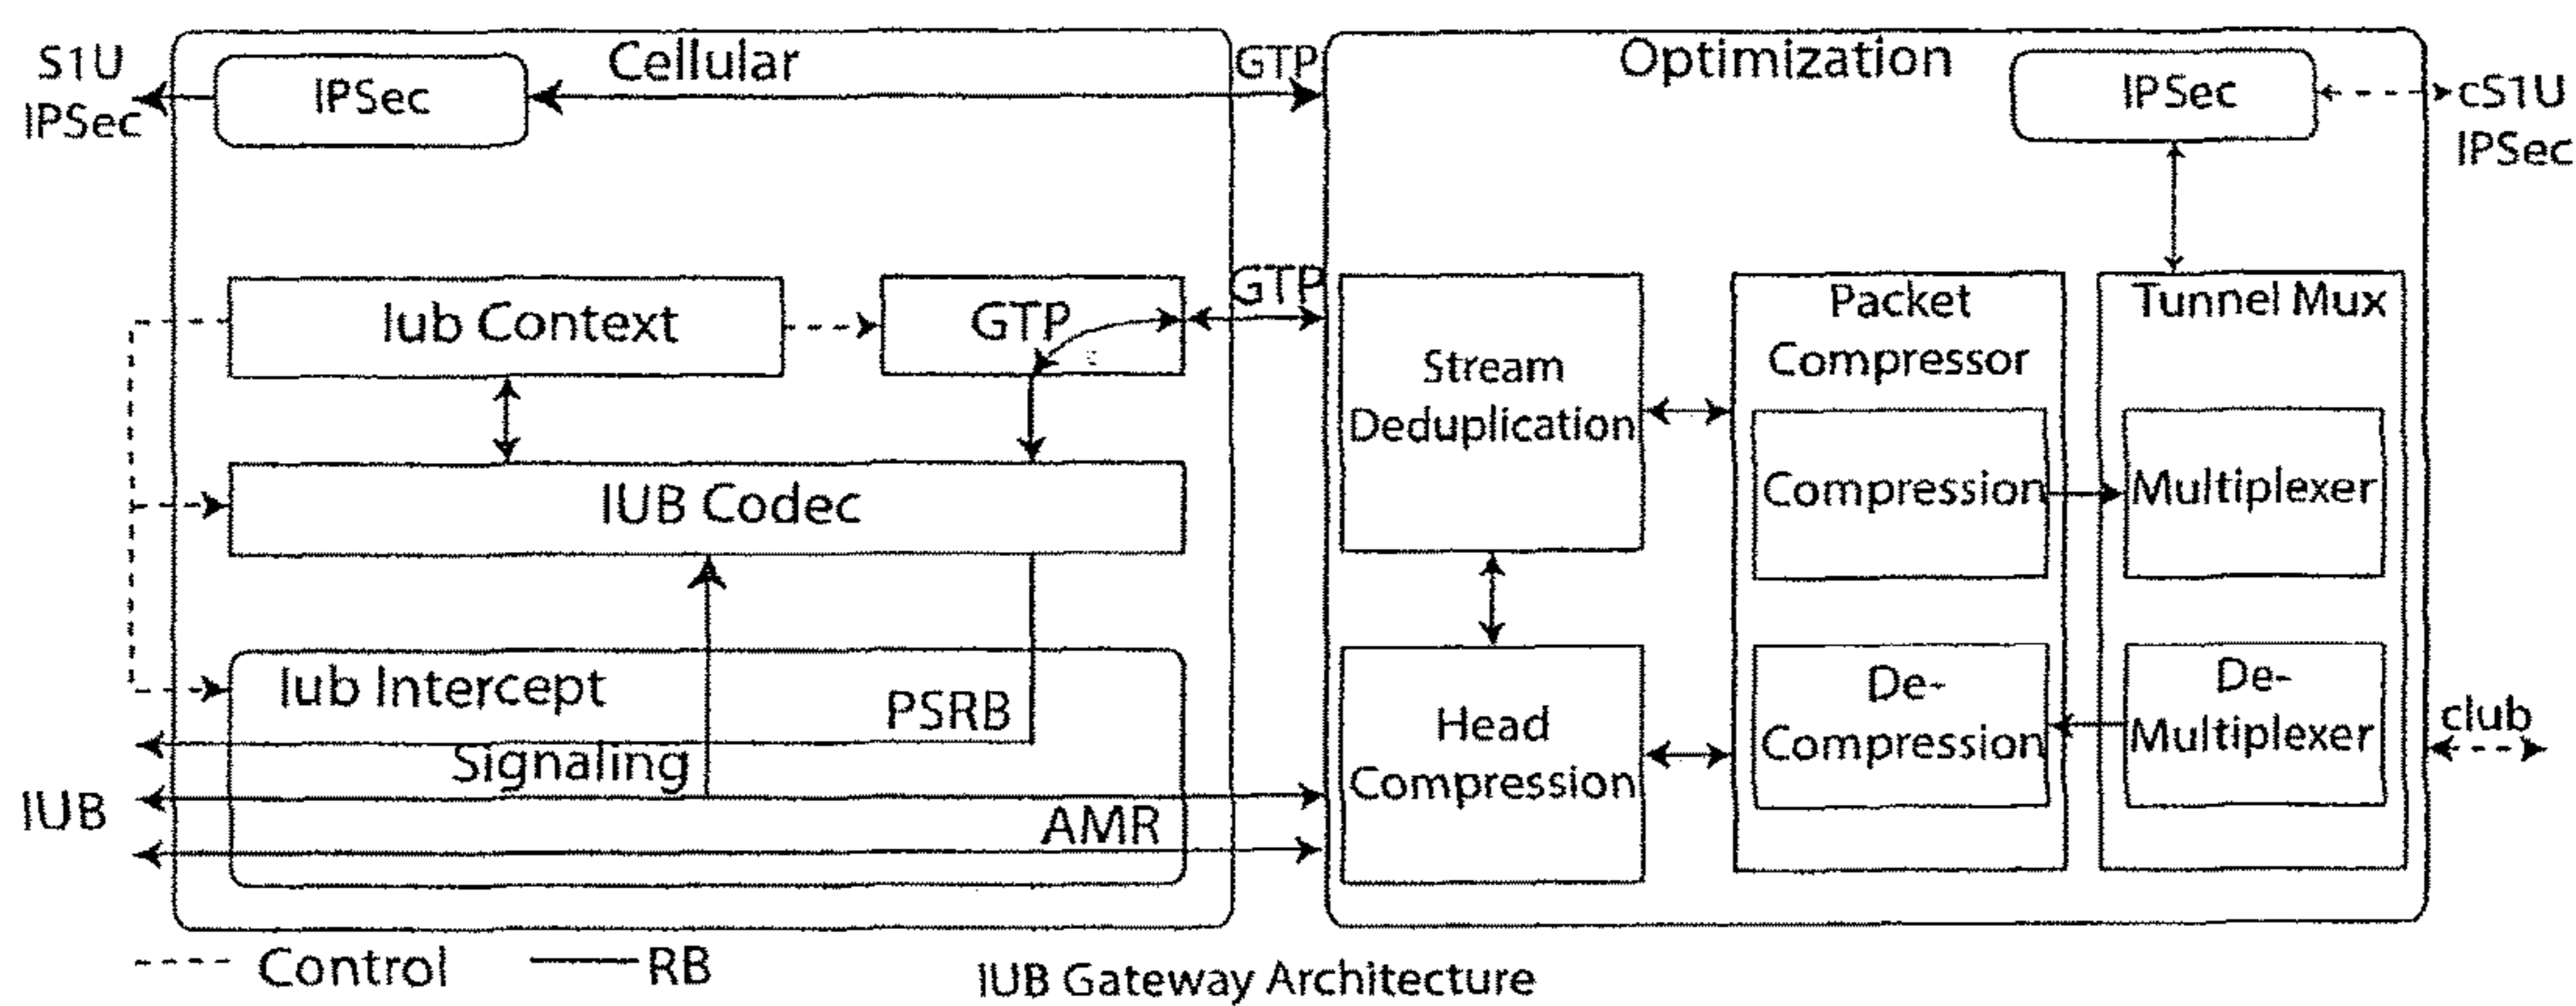 S1U
IPSec
Cellular
IPSec
GTP
Optimization
IPSec
cS1U
IPSec
Iub Context
GTP
GTP
Stream
Deduplication
Packet
Compressor
Tunnel Mux
IUB Codec
Compression
Multiplexer
Iub Intercept
PSRB
Signaling
IUB
AMR
Head
Compression
De-
Compression
De-
Multiplexer
club
Control
RB
IUB Gateway Architecture